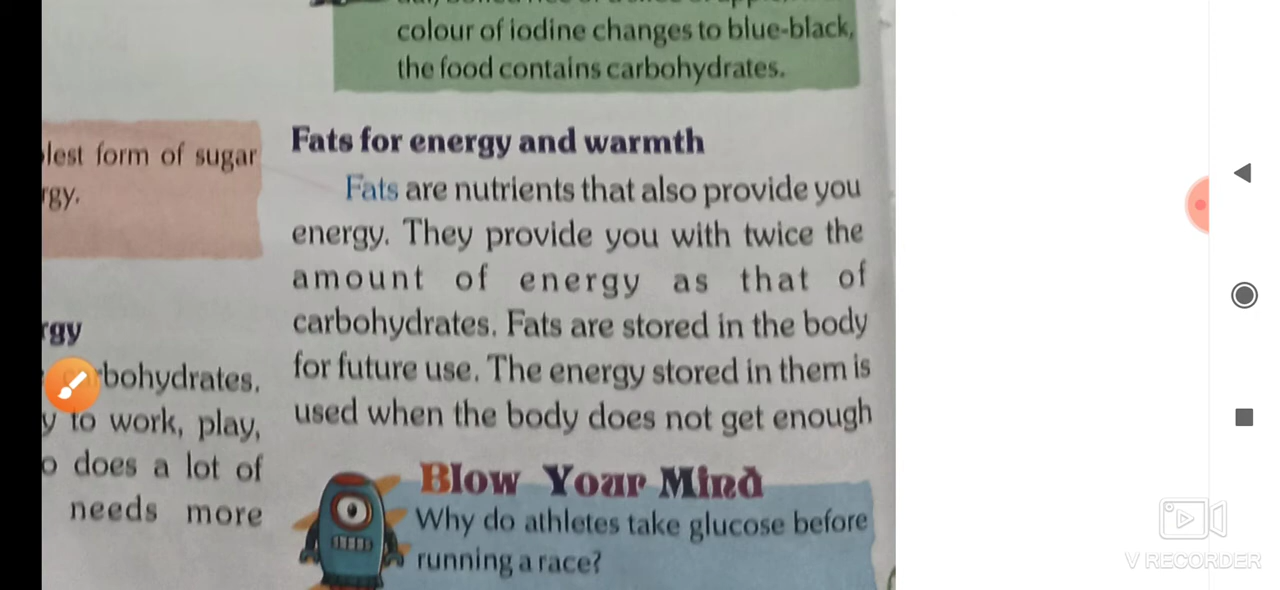 colour of iodine changes to blue-black,
the food contains carbohydrates.
form of sugar
Fats for energy and warmth
Fats are nutrients that also provide you
energy. They provide you with twice the
amount of energy as that of
carbohydrates. Fats are stored in the body
for future use. The energy stored in them is
used when the body does not get enough
to work, play,
does a lot of
needs more
Blow Your Mind
Why do athletes take glucose before
running a race?
V RECORDER